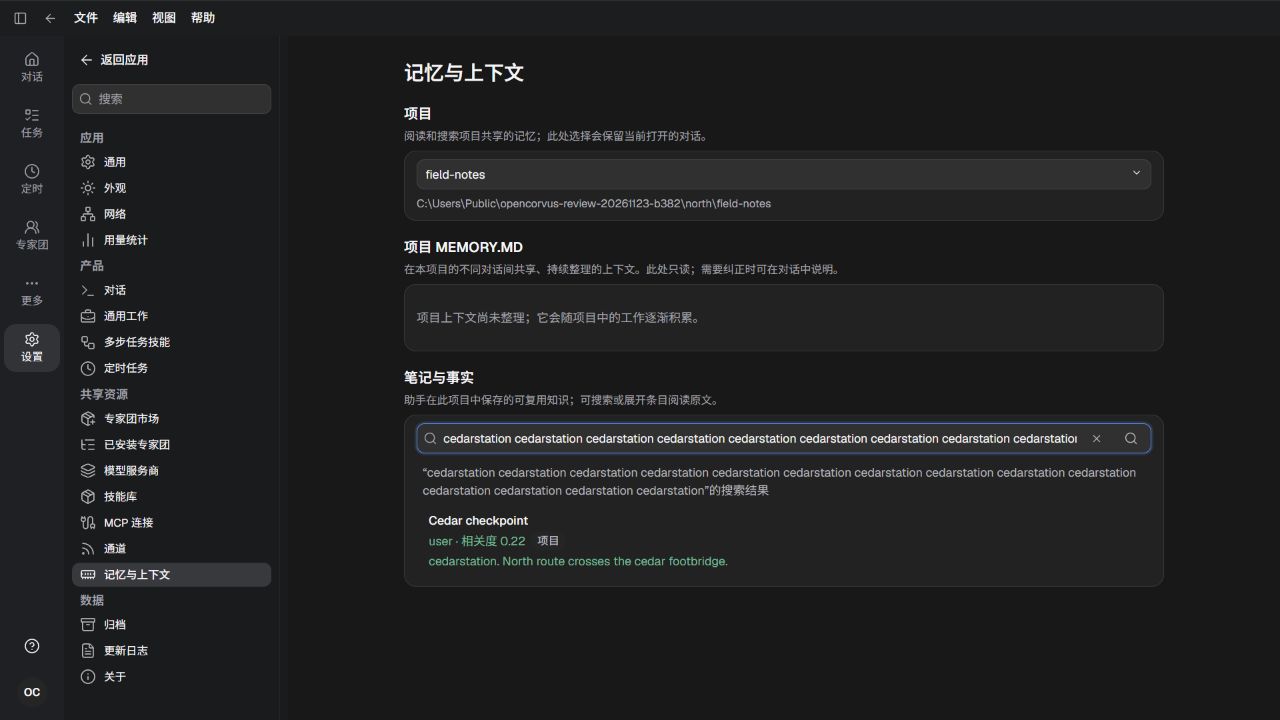 文件 编辑 视图 帮助
对话
任务
定时
专家团
更多
设置
OC
返回应用
搜索
应用
通用
外观
网络
用量统计
产品
对话
通用工作
多步任务技能
定时任务
共享资源
专家团市场
已安装专家团
模型服务商
技能库
MCP 连接
通道
记忆与上下文
数据
归档
更新日志
关于
记忆与上下文
项目
阅读和搜索项目共享的记忆；此处选择会保留当前打开的对话。
field-notes
C:\Users\Public\opencorvus-review-20261123-b382\north\field-notes
项目 MEMORY.MD
在本项目的不同对话间共享、持续整理的上下文。此处只读；需要纠正时可在对话中说明。
项目上下文尚未整理；它会随项目中的工作逐渐积累。
笔记与事实
助手在此项目中保存的可复用知识；可搜索或展开条目阅读原文。
cedarstation cedarstation cedarstation cedarstation cedarstation cedarstation cedarstation cedarstation cedarstation
“cedarstation cedarstation cedarstation cedarstation cedarstation cedarstation cedarstation cedarstation cedarstation cedarstation
cedarstation cedarstation cedarstation cedarstation”的搜索结果
Cedar checkpoint
user · 相关度 0.22 项目
cedarstation. North route crosses the cedar footbridge.